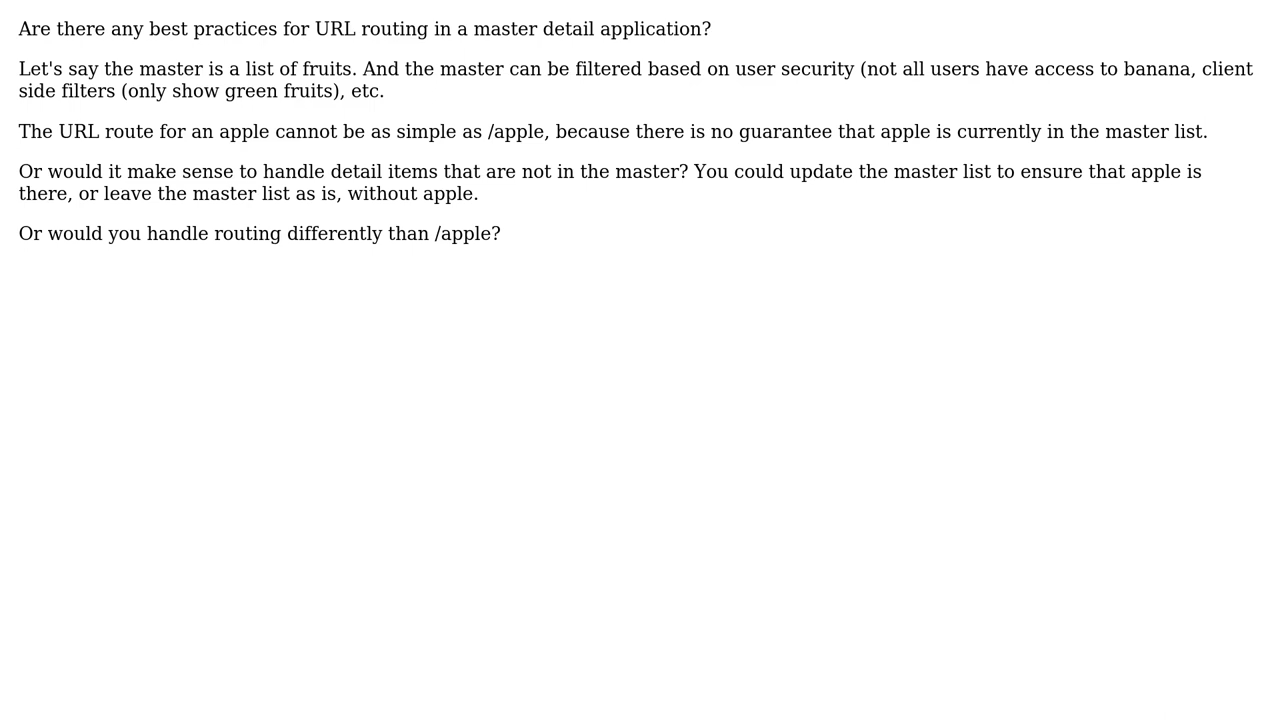 Are there any best practices for URL routing in a master detail application?
Let's say the master is a list of fruits. And the master can be filtered based on user security (not all users have access to banana, client
side filters (only show green fruits), etc.
The URL route for an apple cannot be as simple as /apple, because there is no guarantee that apple is currently in the master list.
Or would it make sense to handle detail items that are not in the master? You could update the master list to ensure that apple is
there, or leave the master list as is, without apple.
Or would you handle routing differently than /apple?